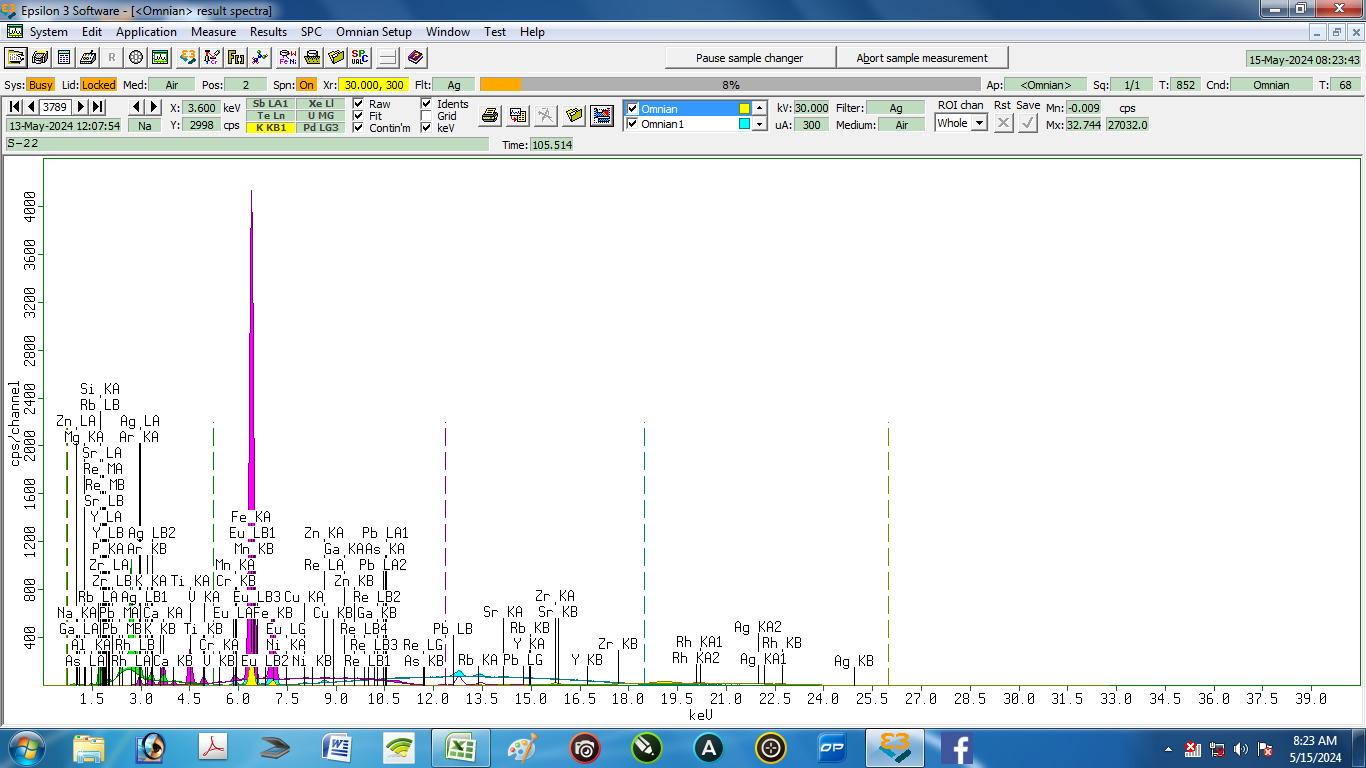 Epsilon 3 Software - [<Omnian> result spectra]
System Edit Application Measure Results SPC Omnian Setup Window Test Help
Pause sample changer Abort sample measurement 15-May-2024 08:23:43
Sys: Busy Lid: Locked Med: Air Pos: 2 Spn: On Xr: 30.000, 300 Flt: Ag 8% Ap: <Omnian> Sq: 1/1 T: 852 Cnd: Omnian T: 68
3789 X: 3.600 keV Sb LA1 Xe Ll Raw Idents Omnian kV: 30.000 Filter: Ag ROI chan Rst Save Mn: -0.009 cps
Te Ln U MG Fit Grid
13-May-2024 12:07:54 Na Y: 2998 cps K KB1 Pd LG3 Contin'm keV Omnian1 uA: 300 Medium: Air Whole Mx: 32.744 27032.0
S-22 Time: 105.514
cps/channel
4000
3600
3200
2800
2400
2000
1600
1200
800
400
Si KA
Rb LB
Zn LA Ag LA
Mg KA Ar KA
Sr LA
Re MA
Re MB
Sr LB
Y LA Fe KA
Y LB Ag LB2 Eu LB1 Zn KA Pb LA1
P KA Ar KB Mn KB Ga KA As KA
Zr LA Mn KA Re LA Pb LA2
Zr LB K KA Ti KA Cr KB Zn KB
Rb LA Ag LB1 V KA Eu LB3 Cu KA Re LB2 Zr KA
Na KA Pb MA Ca KA Eu LA Fe KB Cu KB Ga KB Sr KA Sr KB
Ga LA Pb MB K KB Ti KB Eu LG Re LB4 Pb LB Rb KB Ag KA2
Al KA Rh LB Cr KA Ni KA Re LB3 Re LG Y KA Zr KB Rh KA1 Rh KB
As LA Rh LA Ca KB V KB Eu LB2 Ni KB Re LB1 As KB Rb KA Pb LG Y KB Rh KA2 Ag KA1 Ag KB
1.5 3.0 4.5 6.0 7.5 9.0 10.5 12.0 13.5 15.0 16.5 18.0 19.5 21.0 22.5 24.0 25.5 27.0 28.5 30.0 31.5 33.0 34.5 36.0 37.5 39.0
keV
8:23 AM
5/15/2024